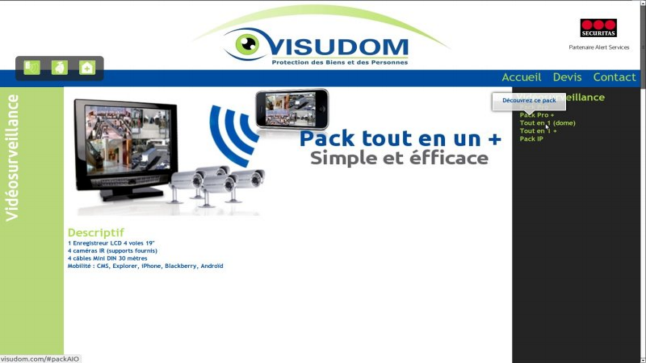 VISUDOM
Protection des Biens et des Personnes
SECURITAS
Partenaire Alert Services
Accueil Devis Contact
Vidéosurveillance
Découvrez ce pack
eillance
Pack Pro +
Tout en 1 (dome)
Tout en 1 +
Pack IP
Pack tout en un +
Simple et éfficace
Descriptif
1 Enregistreur LCD 4 voies 19"
4 caméras IR (supports fournis)
4 câbles Mini DIN 30 mètres
Mobilité : CMS, Explorer, IPhone, Blackberry, Android
visudom.com/#packAIO